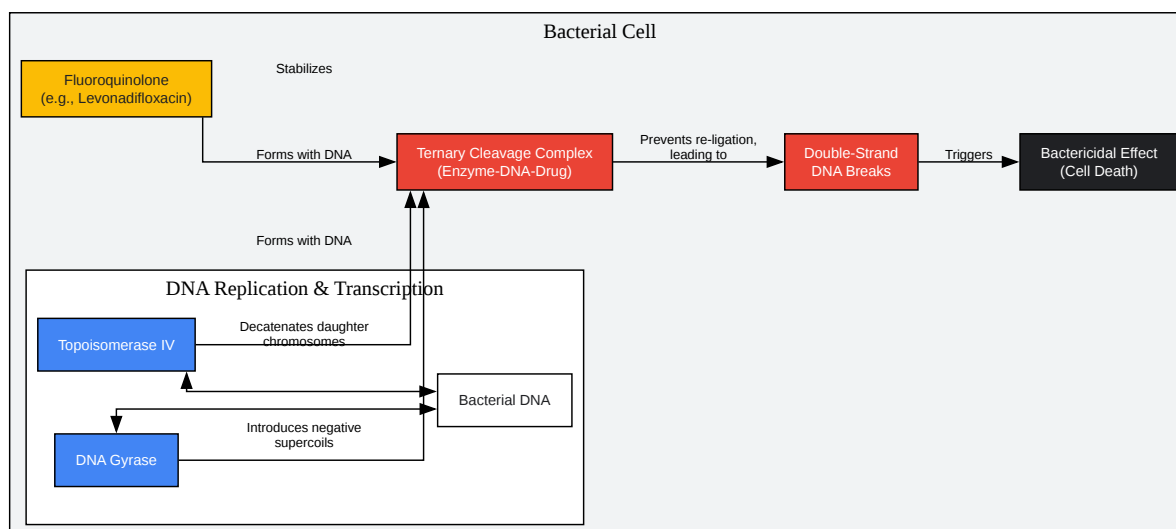 Bacterial Cell
Stabilizes
Fluoroquinolone
(e.g., Levonadifloxacin)
Forms with DNA
Ternary Cleavage Complex
(Enzyme-DNA-Drug)
Prevents re-ligation,
leading to
Double-Strand
DNA Breaks
Triggers
Bactericidal Effect
(Cell Death)
Forms with DNA
DNA Replication & Transcription
Topoisomerase IV
Decatenates daughter
chromosomes
Bacterial DNA
Introduces negative
supercoils
DNA Gyrase